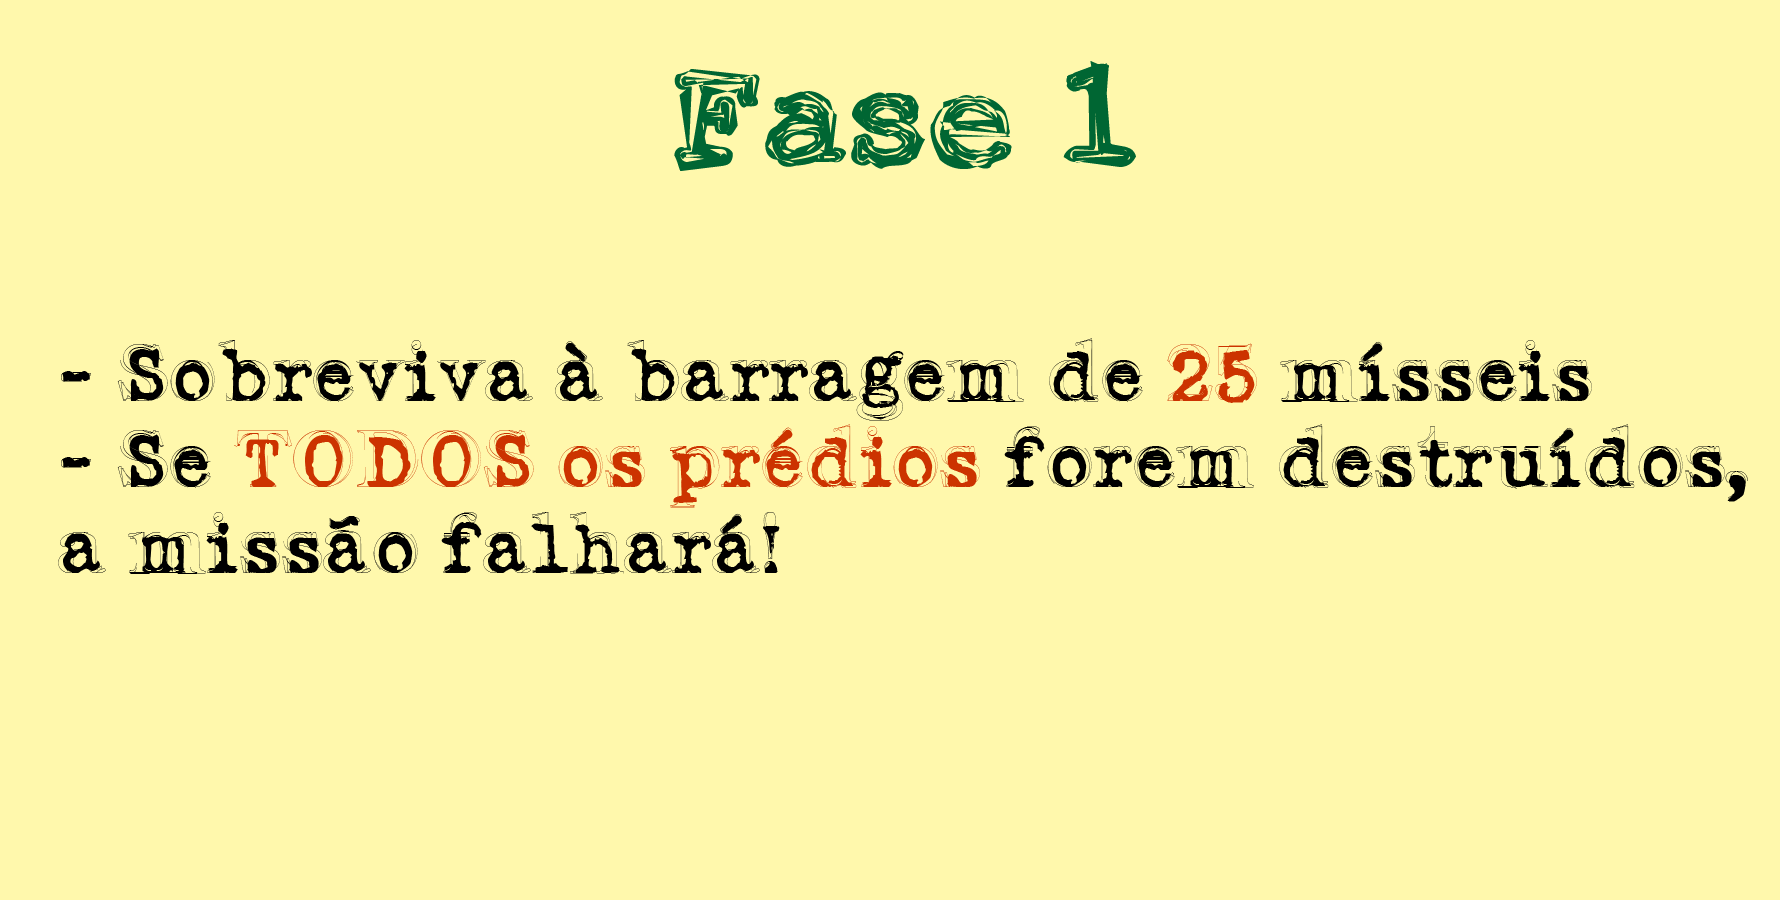 Fase 1
- Sobreviva à barragem de 25 mísseis
- Se TODOS os prédios forem destruídos,
a missão falhará!